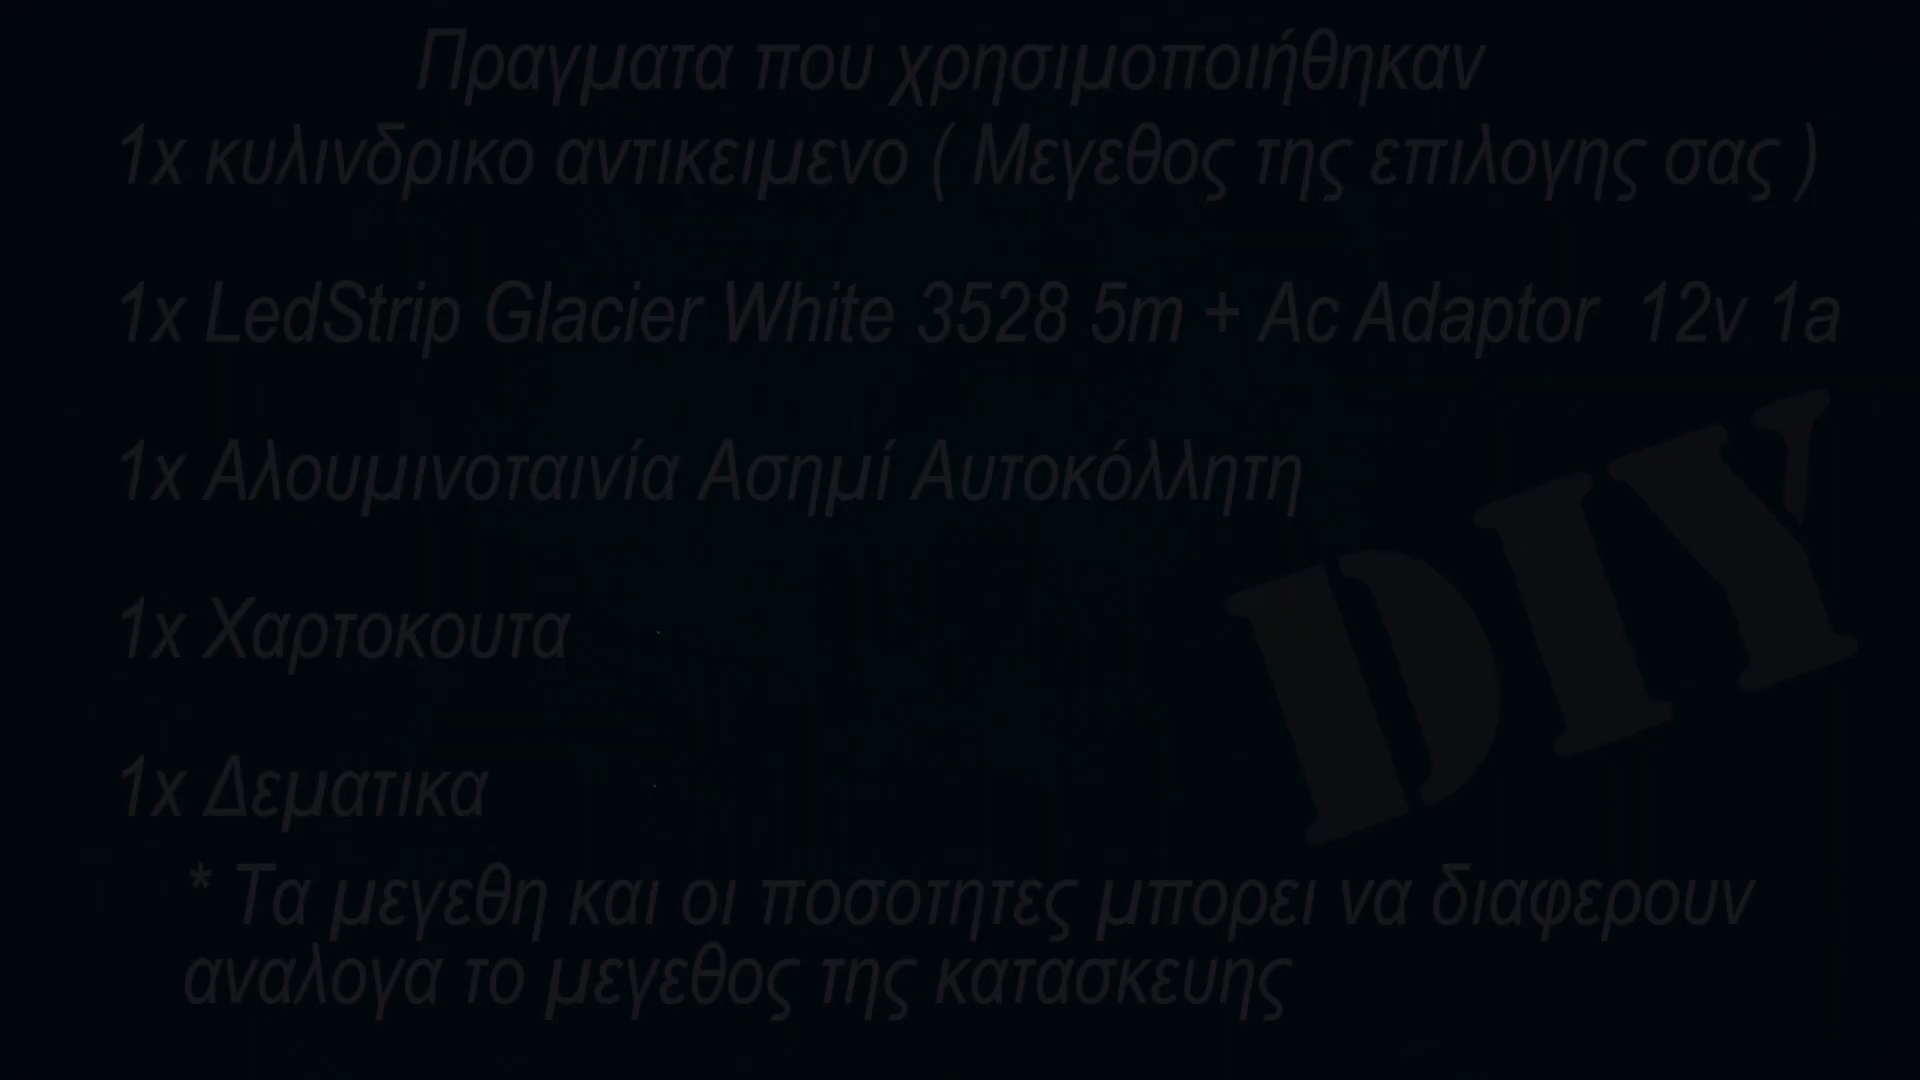 Πραγματα που χρησιμοποιήθηκαν
1x κυλινδρικο αντικειμενο ( Μεγεθος της επιλογης σας )
1x LedStrip Glacier White 3528 5m + Ac Adaptor 12v 1a
1x Αλουμινοταινία Ασημί Αυτοκόλλητη
DIY
1x Χαρτοκουτα
1x Δεματικα
* Τα μεγεθη και οι ποσοτητες μπορει να διαφερουν
αναλογα το μεγεθος της κατασκευης